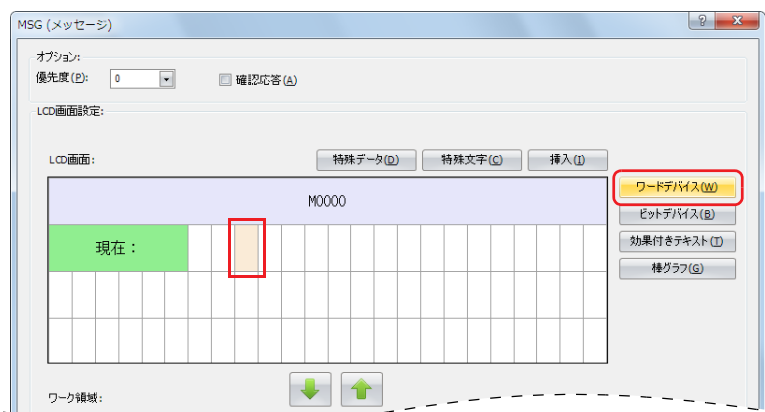 MSG (メッセージ)
オプション:
優先度(P): 0 確認応答(A)
LCD画面設定:
LCD画面: 特殊データ(D) 特殊文字(C) 挿入(I)
M0000
ワードデバイス(W)
ビットデバイス(B)
現在：
効果付きテキスト(T)
棒グラフ(G)
ワーク領域: